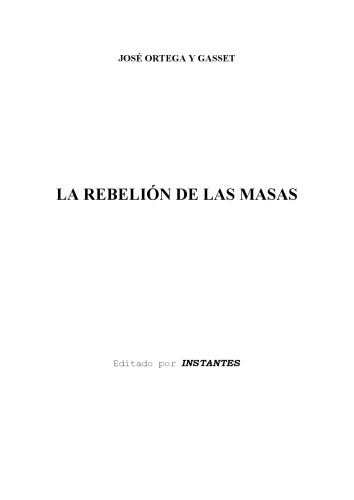 JOSÉ ORTEGA Y GASSET
LA REBELIÓN DE LAS MASAS
Editado por INSTANTES